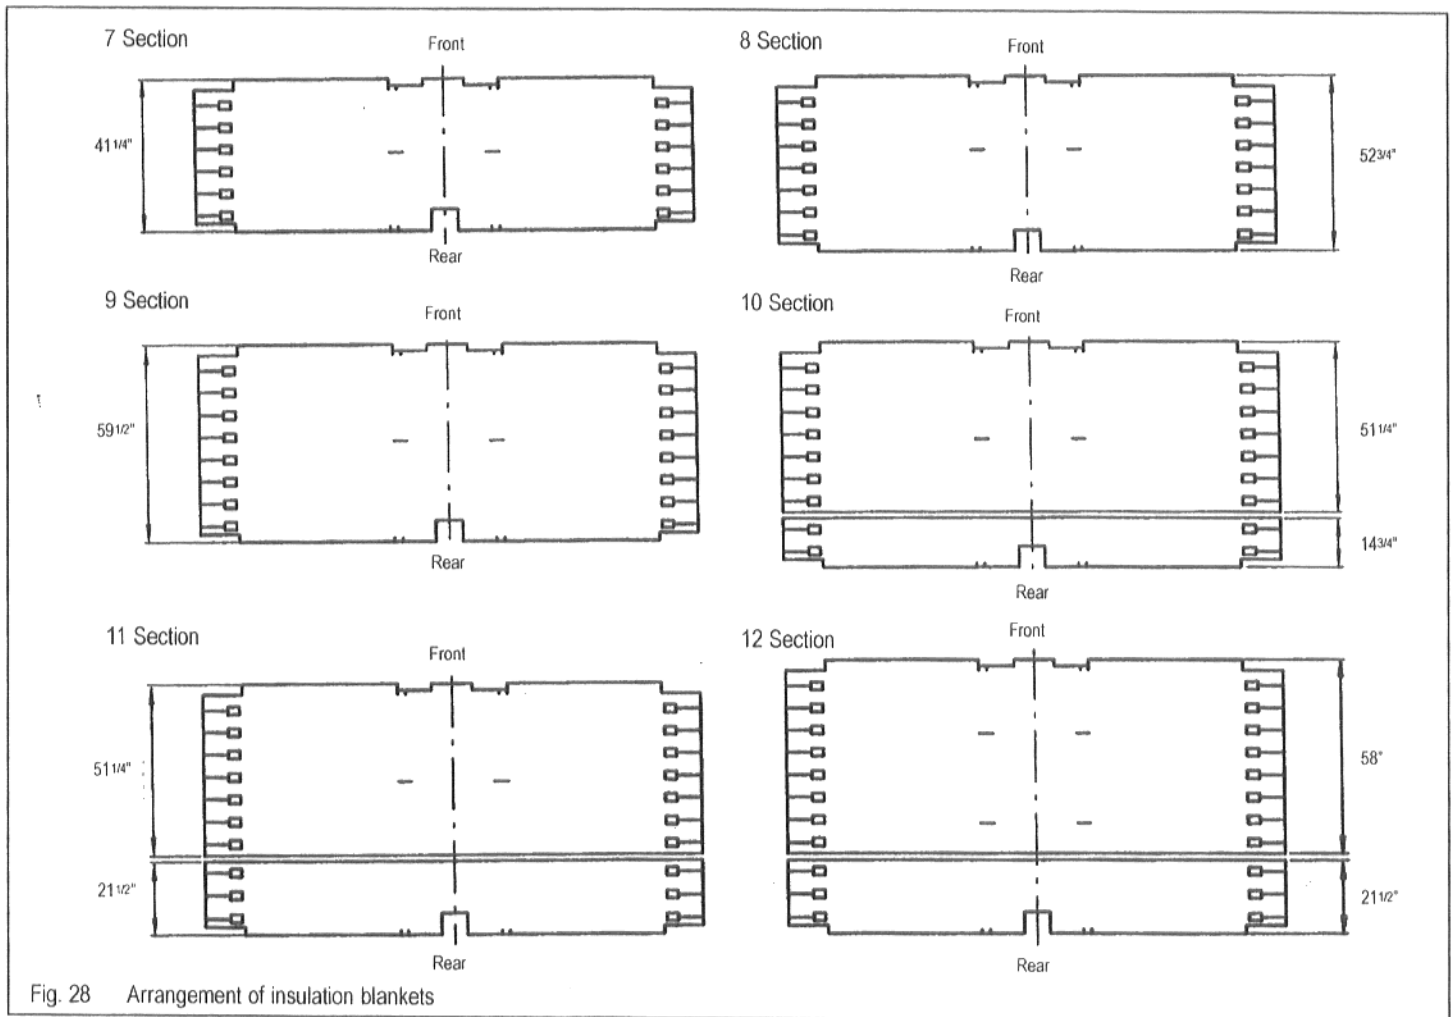 7 Section
Front
41 1/4"
Rear
8 Section
Front
52 3/4"
Rear
9 Section
Front
59 1/2"
Rear
10 Section
Front
51 1/4"
14 3/4"
Rear
11 Section
Front
51 1/4"
21 1/2"
Rear
12 Section
Front
58"
21 1/2"
Rear
Fig. 28 Arrangement of insulation blankets